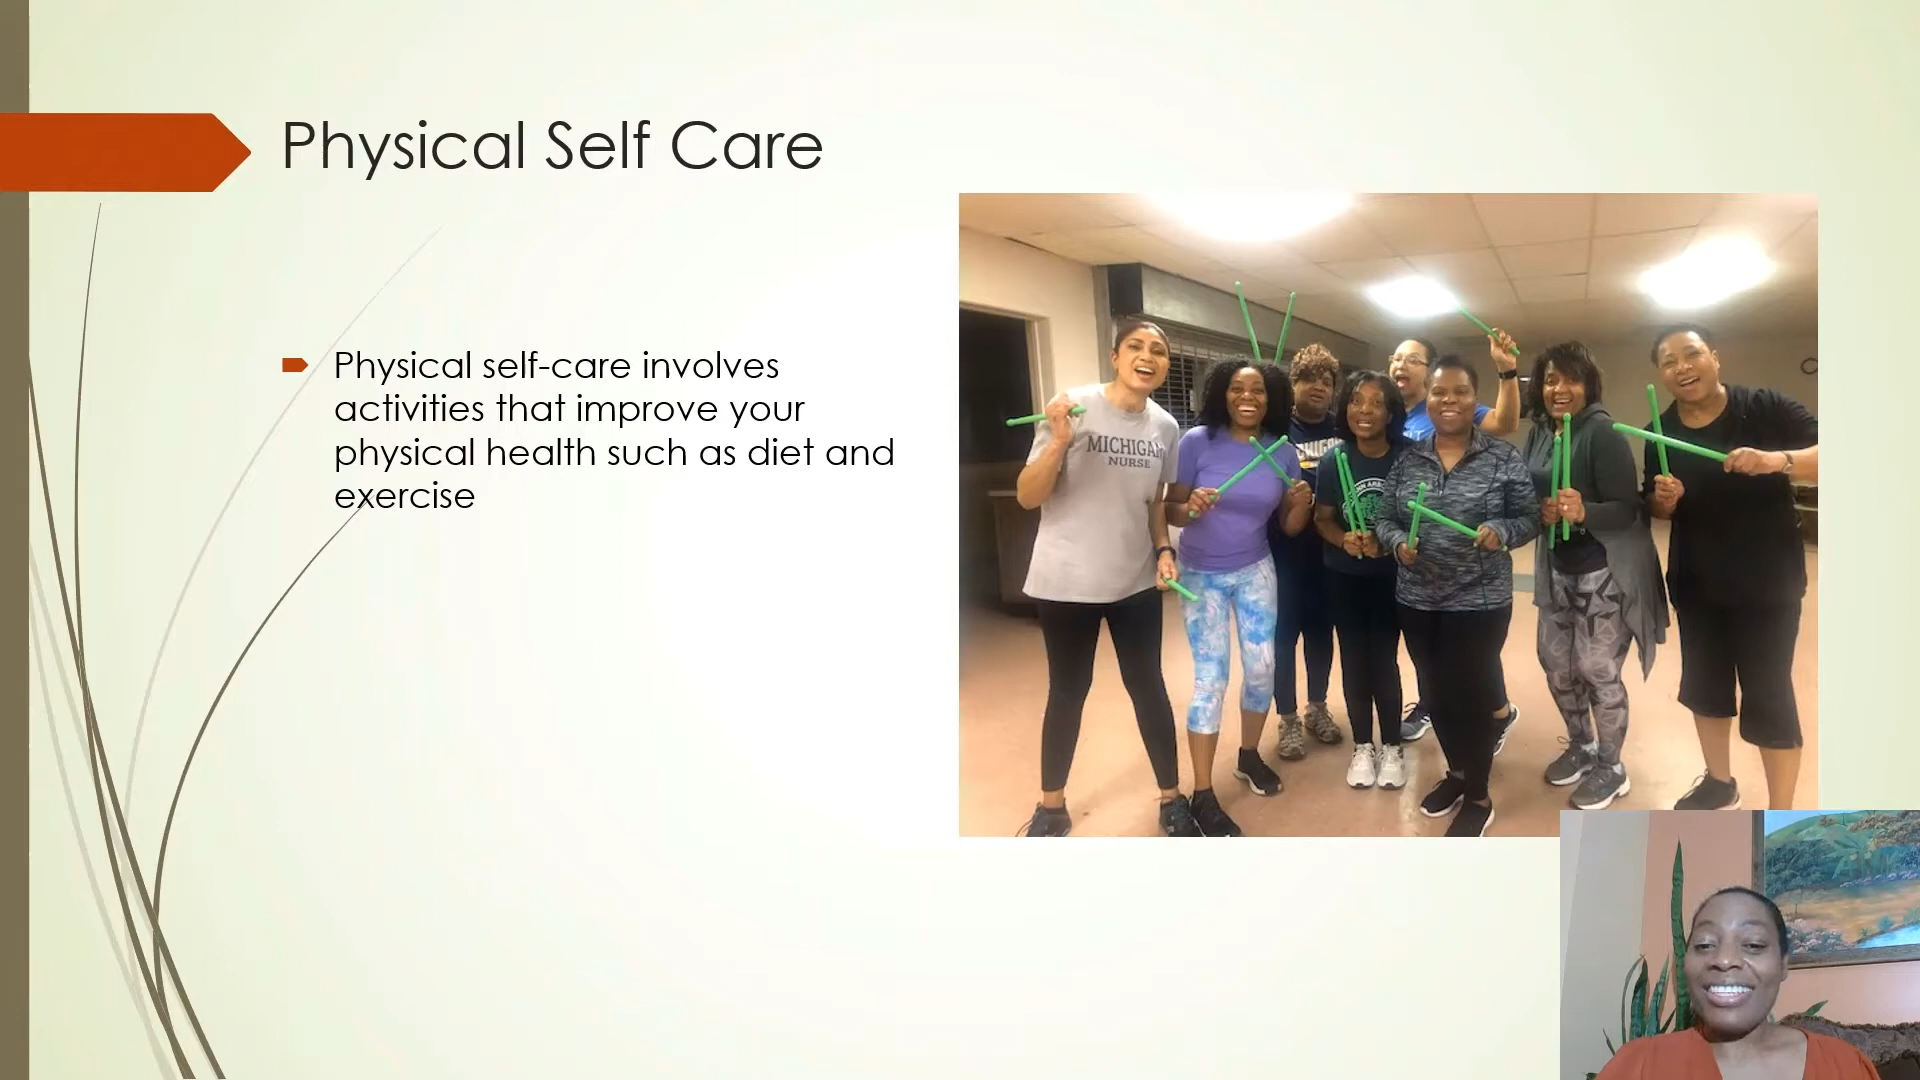 Physical Self Care
Physical self-care involves
activities that improve your
physical health such as diet and
exercise
MICHIGAN
NURSE